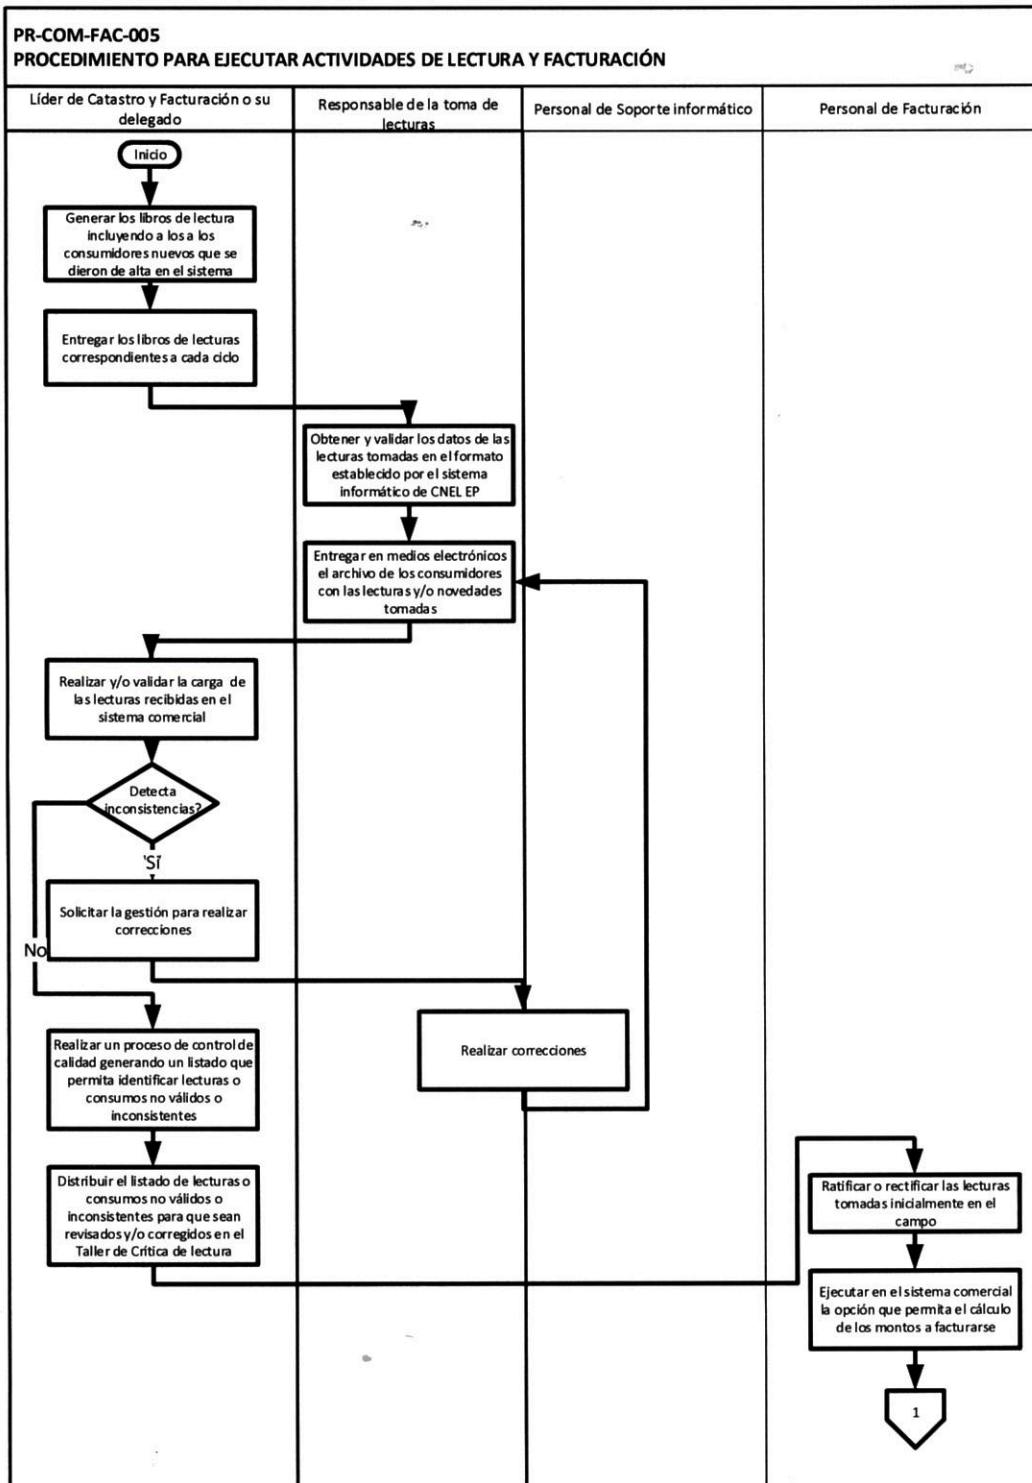 PR-COM-FAC-005
PROCEDIMIENTO PARA EJECUTAR ACTIVIDADES DE LECTURA Y FACTURACIÓN
Líder de Catastro y Facturación o su
delegado
Responsable de la toma de
lecturas
Personal de Soporte informático
Personal de Facturación
Inicio
Generar los libros de lectura
incluyendo a los a los
consumidores nuevos que se
dieron de alta en el sistema
Entregar los libros de lecturas
correspondientes a cada ciclo
Obtener y validar los datos de las
lecturas tomadas en el formato
establecido por el sistema
informático de CNEL EP
Entregar en medios electrónicos
el archivo de los consumidores
con las lecturas y/o novedades
tomadas
Realizar y/o validar la carga de
las lecturas recibidas en el
sistema comercial
Detecta
inconsistencias?
'Sí
Solicitar la gestión para realizar
correcciones
No
Realizar correcciones
Realizar un proceso de control de
calidad generando un listado que
permita identificar lecturas o
consumos no válidos o
inconsistentes
Distribuir el listado de lecturas o
consumos no válidos o
inconsistentes para que sean
revisados y/o corregidos en el
Taller de Crítica de lectura
Ratificar o rectificar las lecturas
tomadas inicialmente en el
campo
Ejecutar en el sistema comercial
la opción que permita el cálculo
de los montos a facturarse
1